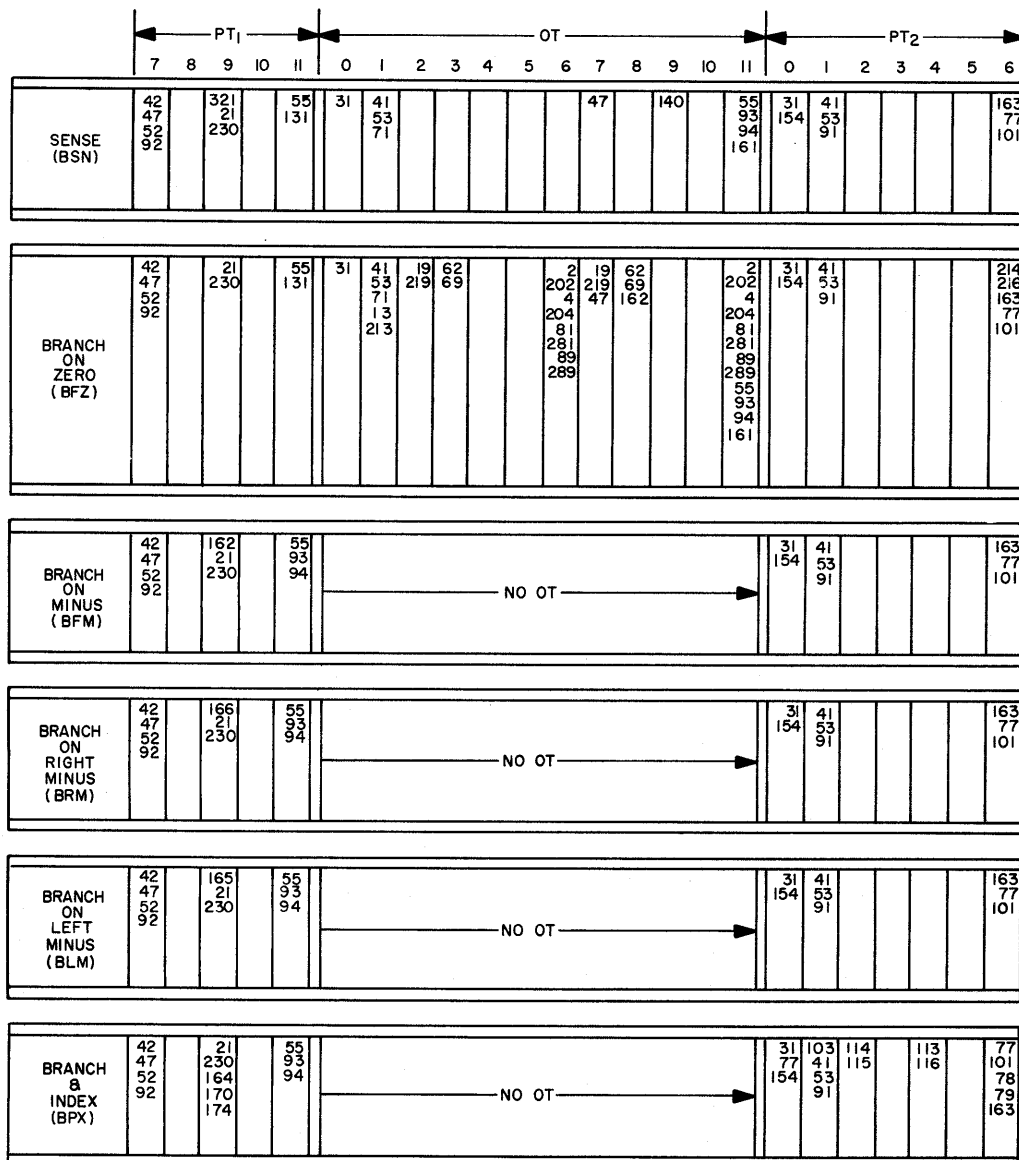 PT1 OT PT2
7 8 9 10 11 0 1 2 3 4 5 6 7 8 9 10 11 0 1 2 3 4 5 6
42 321 55 31 41 47 140 55 31 41 163
47 21 131 53 93 154 53 77
52 230 71 94 91 101
92 161
SENSE
(BSN)
42 21 55 31 41 19 62 2 19 62 2 31 41 214
47 230 131 53 219 69 202 219 69 202 154 53 216
52 71 4 47 162 4 91 163
92 13 204 204 77
213 81 81 101
281 281
89 89
289 289
55
93
94
161
BRANCH
ON
ZERO
(BFZ)
42 162 55 31 41 163
47 21 93 154 53 77
52 230 94 91 101
92
BRANCH
ON
MINUS
(BFM)
NO OT
42 166 55 31 41 163
47 21 93 154 53 77
52 230 94 91 101
92
BRANCH
ON
RIGHT
MINUS
(BRM)
NO OT
42 165 55 31 41 163
47 21 93 154 53 77
52 230 94 91 101
92
BRANCH
ON
LEFT
MINUS
(BLM)
NO OT
42 21 55 31 103 114 113 77
47 230 93 77 41 115 116 101
52 164 94 154 53 78
92 170 91 79
174 163
BRANCH
&
INDEX
(BPX)
NO OT